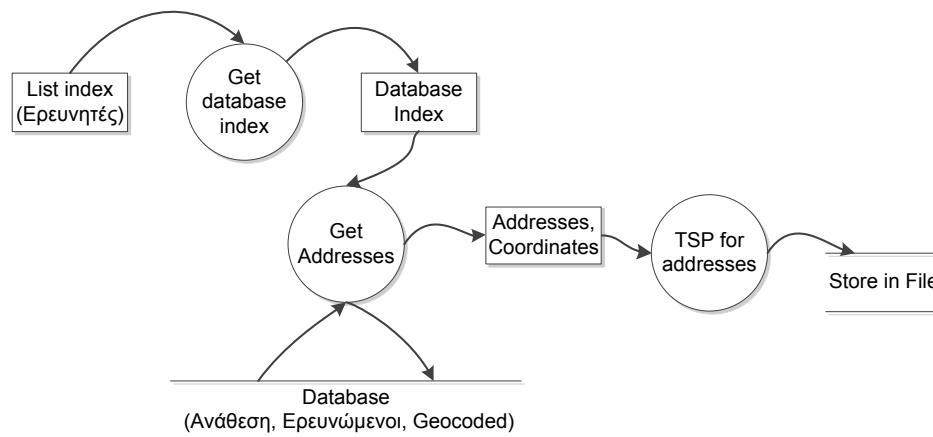 List index
(Ερευνητές)
Get
database
index
Database
Index
Get
Addresses
Addresses,
Coordinates
TSP for
addresses
Store in File
Database
(Ανάθεση, Ερευνώμενοι, Geocoded)